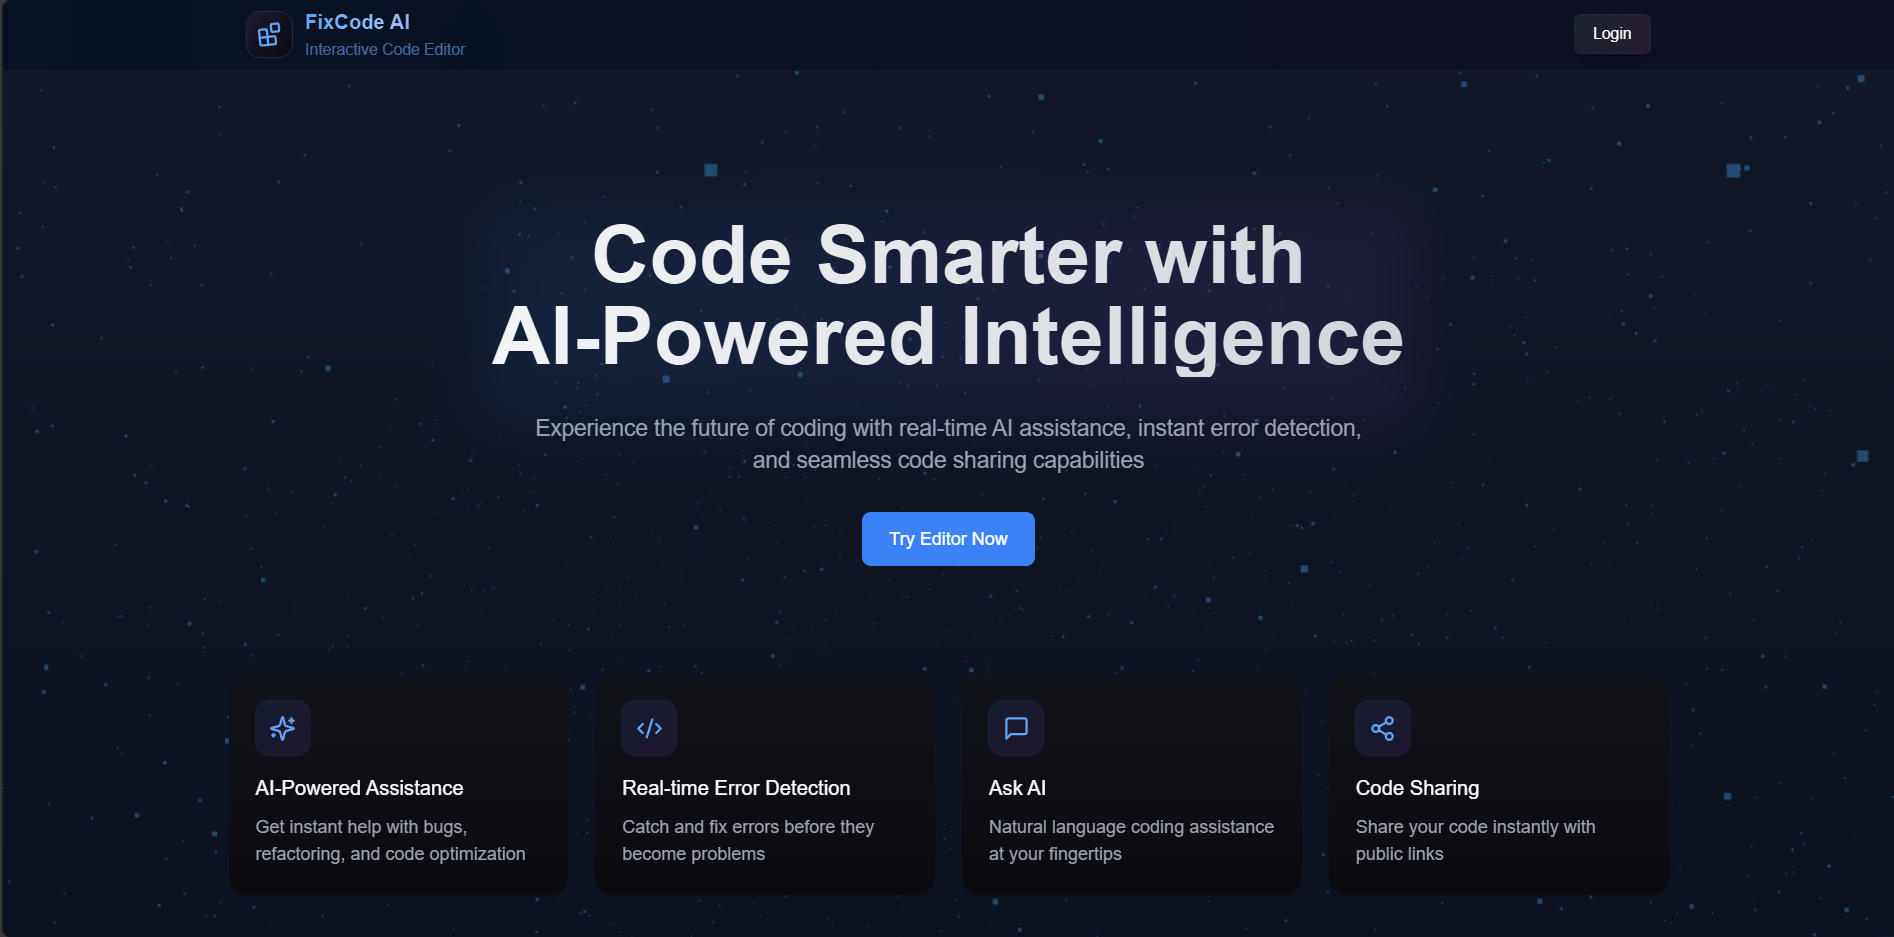 FixCode AI
Interactive Code Editor
Login
Code Smarter with
AI-Powered Intelligence
Experience the future of coding with real-time AI assistance, instant error detection,
and seamless code sharing capabilities
Try Editor Now
AI-Powered Assistance
Get instant help with bugs,
refactoring, and code optimization
Real-time Error Detection
Catch and fix errors before they
become problems
Ask AI
Natural language coding assistance
at your fingertips
Code Sharing
Share your code instantly with
public links